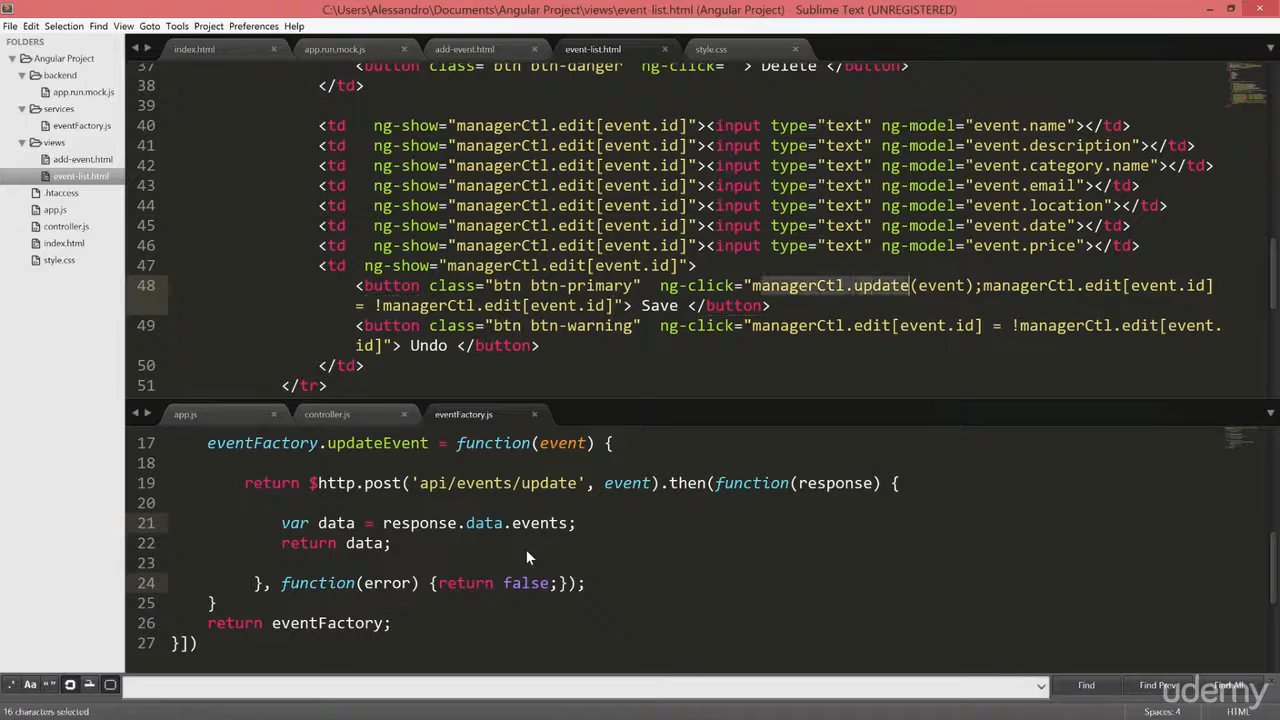 C:\Users\Alessandro\Documents\Angular Project\views\event-list.html (Angular Project) - Sublime Text (UNREGISTERED)
File Edit Selection Find View Goto Tools Project Preferences Help
FOLDERS
Angular Project
backend
app.run.mock.js
services
eventFactory.js
views
add-event.html
event-list.html
.htaccess
app.js
controller.js
index.html
style.css
index.html × app.run.mock.js × add-event.html × event-list.html × style.css ×
37 <button class= btn btn-danger ng-click= > Delete </button>
38 </td>
39
40 <td ng-show="managerCtl.edit[event.id]"><input type="text" ng-model="event.name"></td>
41 <td ng-show="managerCtl.edit[event.id]"><input type="text" ng-model="event.description"></td>
42 <td ng-show="managerCtl.edit[event.id]"><input type="text" ng-model="event.category.name"></td>
43 <td ng-show="managerCtl.edit[event.id]"><input type="text" ng-model="event.email"></td>
44 <td ng-show="managerCtl.edit[event.id]"><input type="text" ng-model="event.location"></td>
45 <td ng-show="managerCtl.edit[event.id]"><input type="text" ng-model="event.date"></td>
46 <td ng-show="managerCtl.edit[event.id]"><input type="text" ng-model="event.price"></td>
47 <td ng-show="managerCtl.edit[event.id]">
48 <button class="btn btn-primary" ng-click="managerCtl.update(event);managerCtl.edit[event.id]
= !managerCtl.edit[event.id]"> Save </button>
49 <button class="btn btn-warning" ng-click="managerCtl.edit[event.id] = !managerCtl.edit[event.
id]"> Undo </button>
50 </td>
51 </tr>
app.js × controller.js × eventFactory.js ×
17 eventFactory.updateEvent = function(event) {
18
19 return $http.post('api/events/update', event).then(function(response) {
20
21 var data = response.data.events;
22 return data;
23
24 }, function(error) {return false;});
25 }
26 return eventFactory;
27 }])
.* Aa “” Find Find Prev Find All
udemy
16 characters selected Spaces: 4 HTML